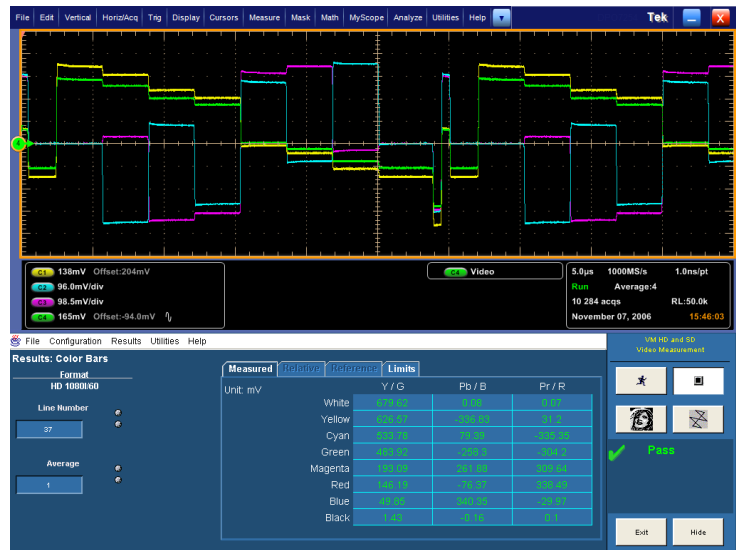 File Edit Vertical Horiz/Acq Trig Display Cursors Measure Mask Math MyScope Analyze Utilities Help Tek X
C1 138mV Offset:204mV
C2 96.0mV/div
C3 98.5mV/div
C4 165mV Offset:-94.0mV
C4 Video
5.0µs 1000MS/s 1.0ns/pt
Run Average:4
10 284 acqs RL:50.0k
November 07, 2006 15:46:03
File Configuration Results Utilities Help
Results: Color Bars
Format
HD 1080I/60
Line Number
37
Average
1
Measured Relative Reference Limits
Unit: mV Y / G Pb / B Pr / R
White 679.62 0.08 0.07
Yellow 626.57 -336.83 31.2
Cyan 533.76 79.39 -335.35
Green 483.92 -258.3 -304.2
Magenta 193.09 261.88 309.64
Red 146.19 -76.37 338.49
Blue 49.85 340.35 -29.97
Black 1.43 -0.16 0.1
VM HD and SD
Video Measurement
Pass
Exit Hide